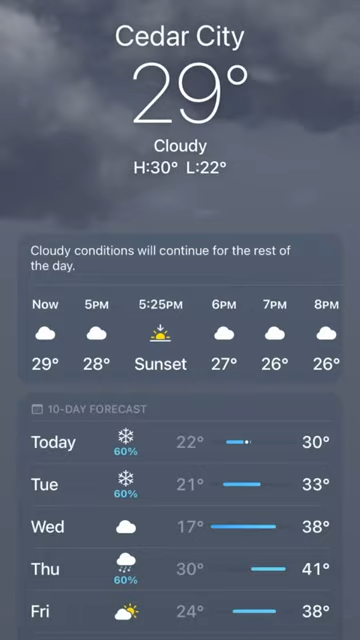 Cedar City
29°
Cloudy
H:30° L:22°
Cloudy conditions will continue for the rest of
the day.
Now 5PM 5:25PM 6PM 7PM 8PM
29° 28° Sunset 27° 26° 26°
10-DAY FORECAST
Today 60% 22° 30°
Tue 60% 21° 33°
Wed 17° 38°
Thu 60% 30° 41°
Fri 24° 38°